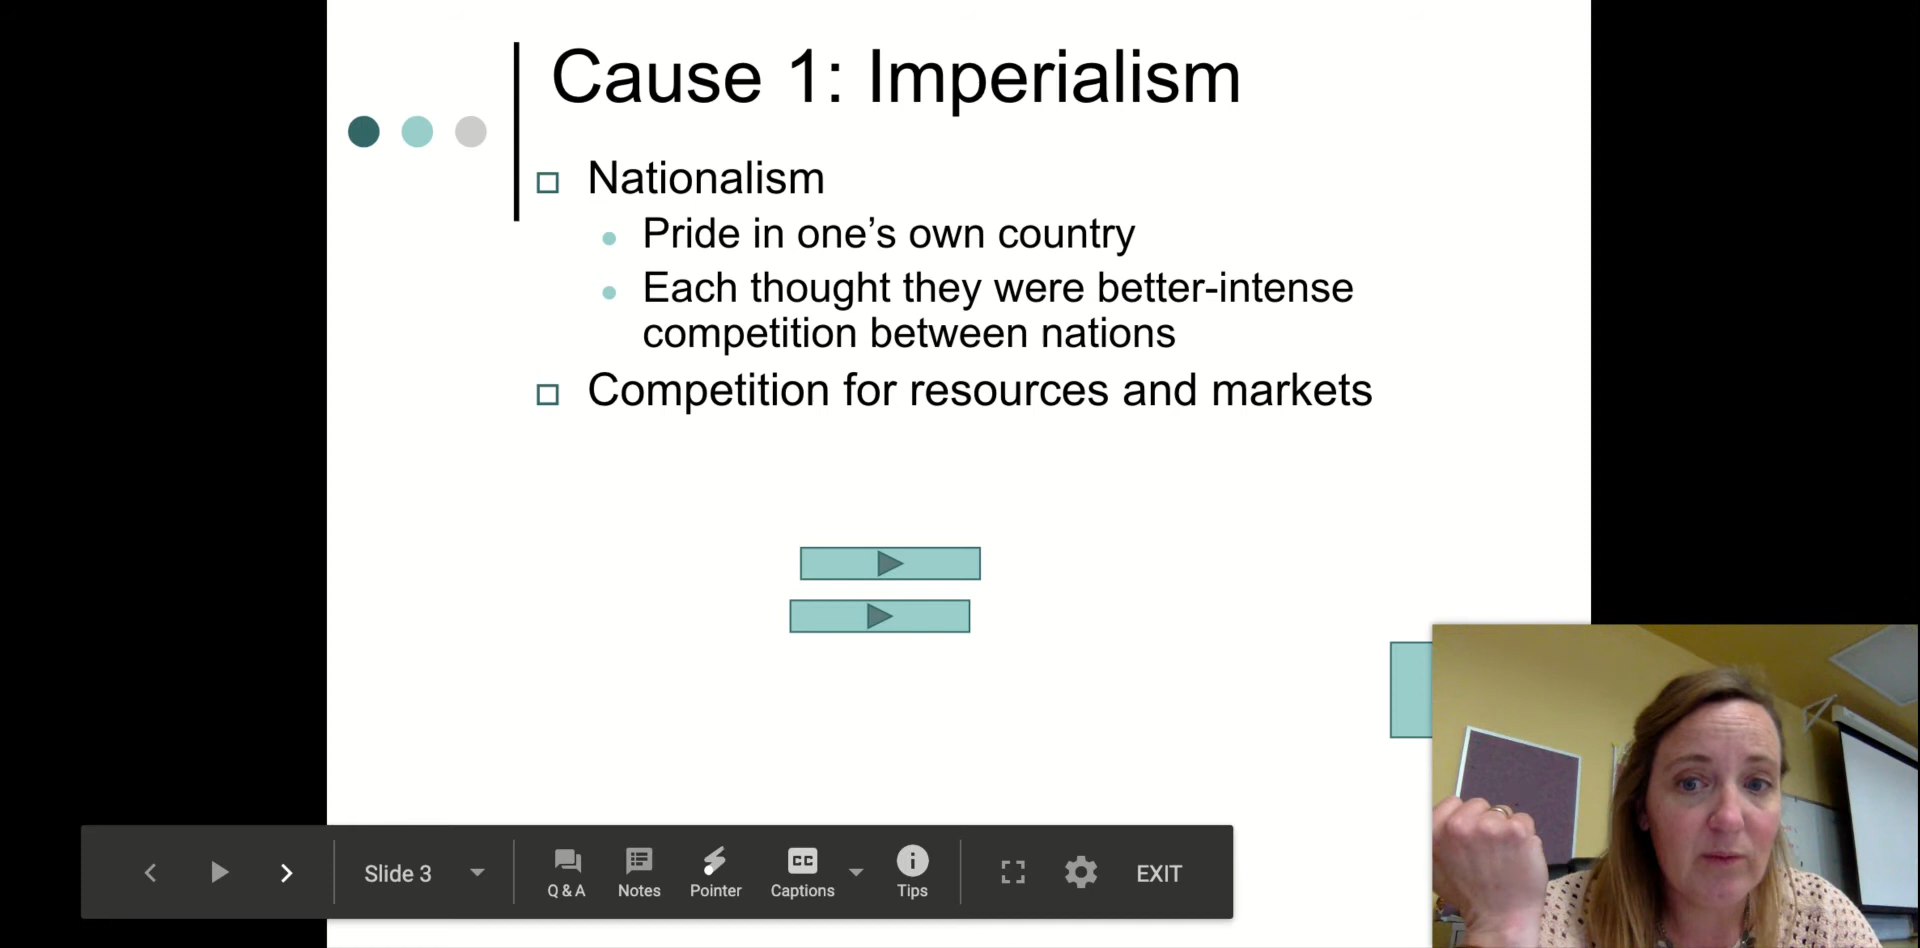 Cause 1: Imperialism
Nationalism
Pride in one’s own country
Each thought they were better-intense
competition between nations
Competition for resources and markets
Slide 3
Q & A
Notes
Pointer
CC
Captions
Tips
EXIT